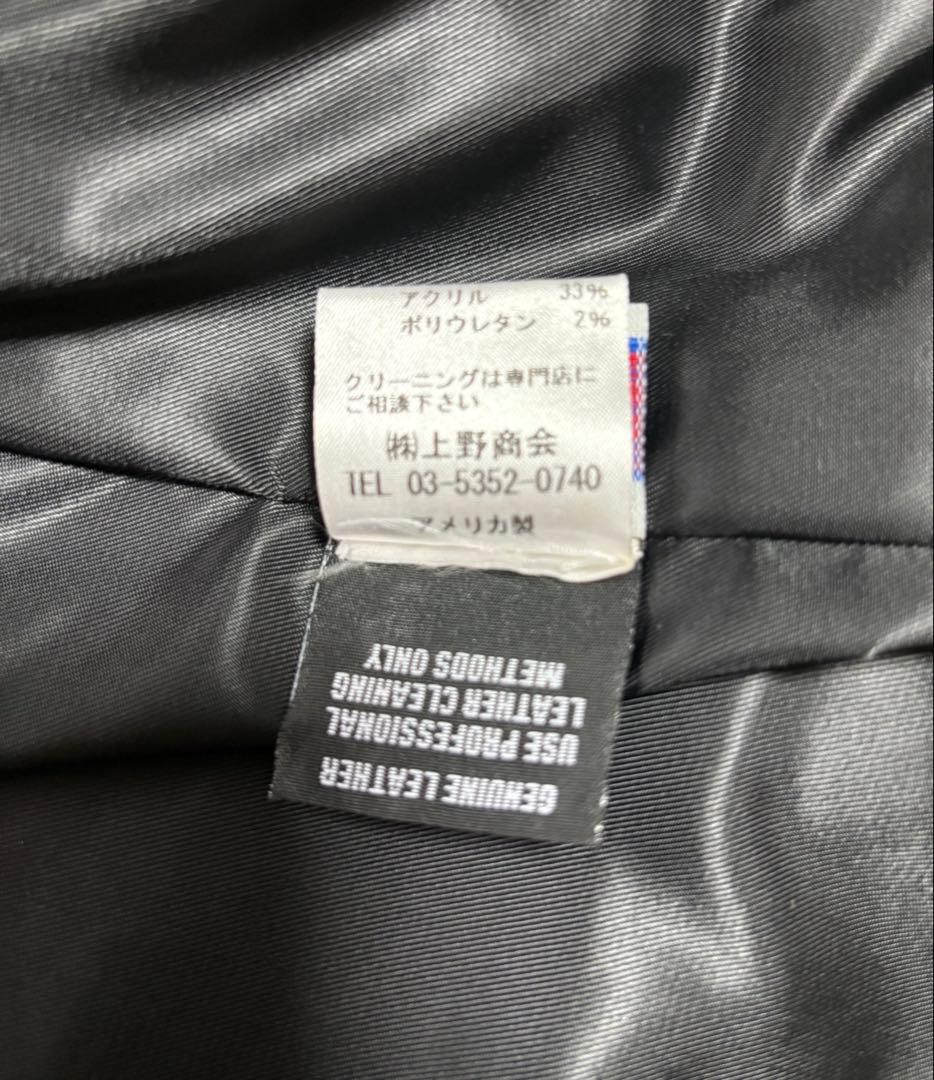 アクリル 33%
ポリウレタン 2%
クリーニングは専門店に
ご相談下さい
㈱上野商会
TEL 03-5352-0740
アメリカ製
GENUINE LEATHER
USE PROFESSIONAL
LEATHER CLEANING
METHODS ONLY